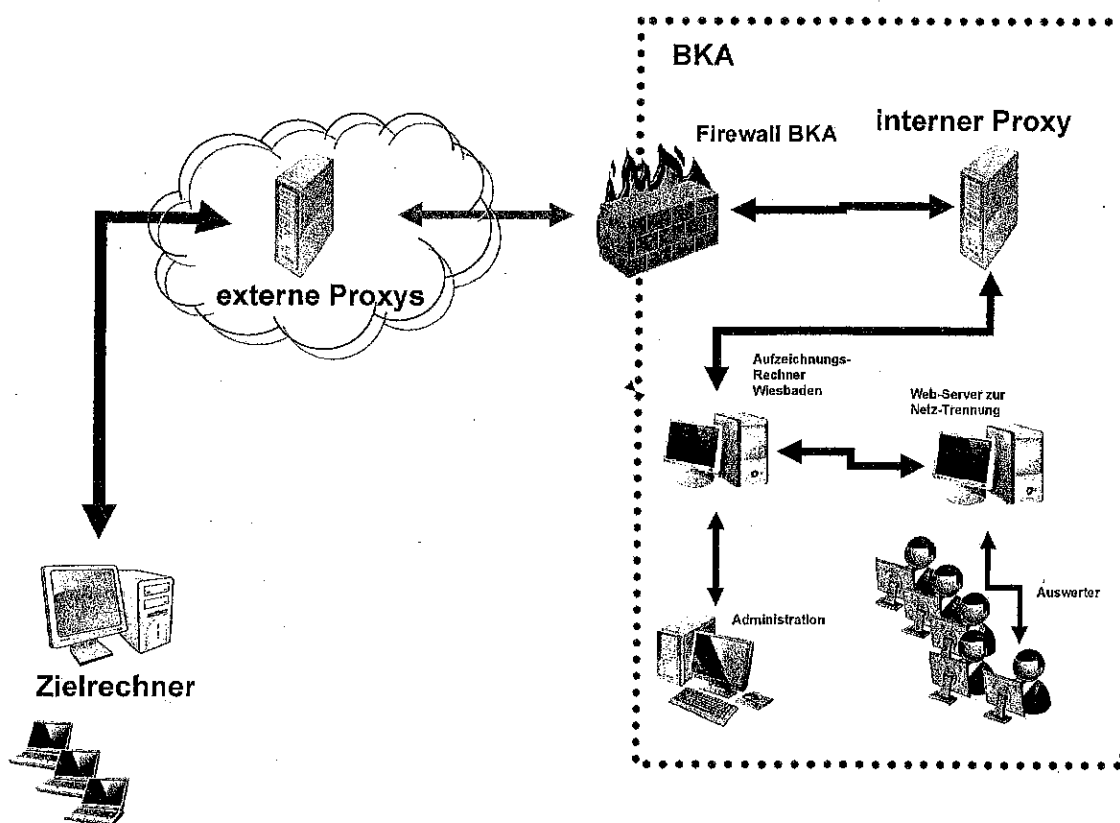 BKA
Firewall BKA
interner Proxy
externe Proxys
Aufzeichnungs-
Rechner
Wiesbaden
Web-Server zur
Netz-Trennung
Administration
Auswerter
Zielrechner